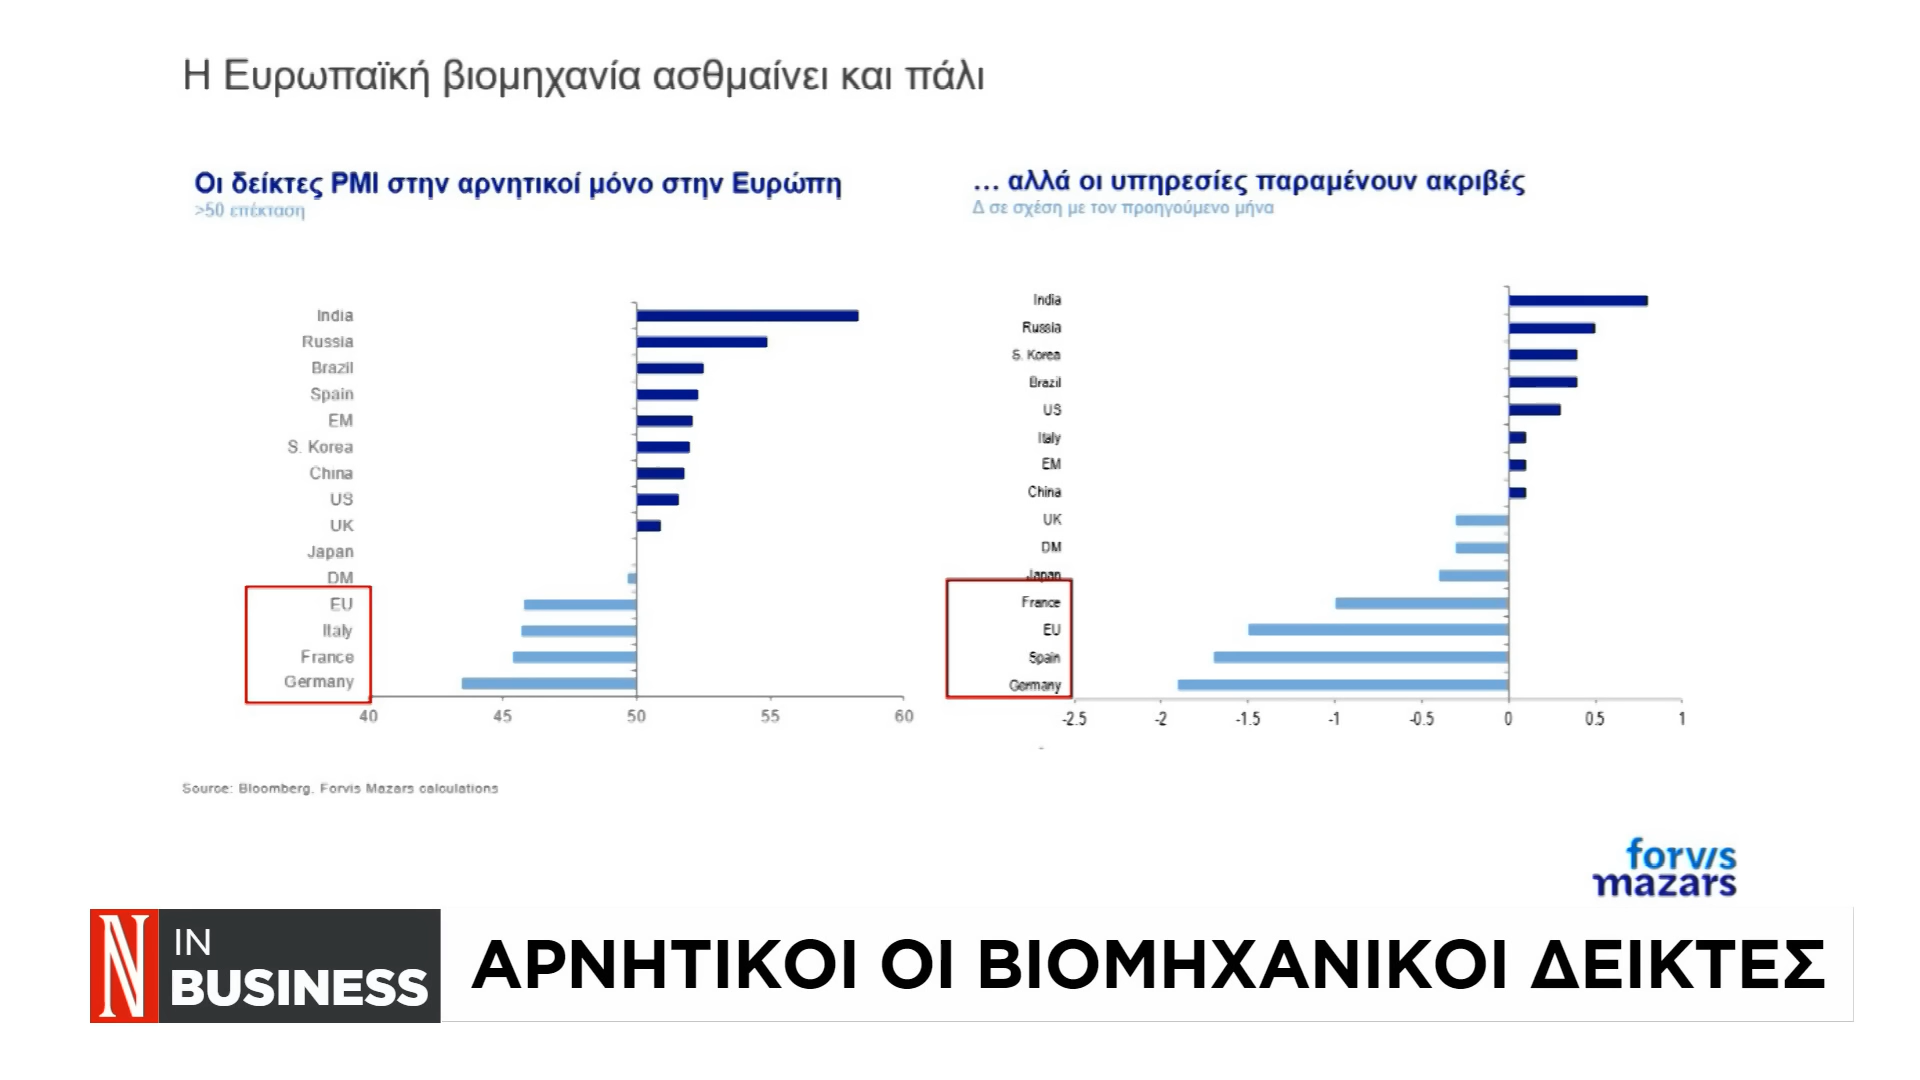 Η Ευρωπαϊκή βιομηχανία ασθμαίνει και πάλι
Οι δείκτες PMI στην αρνητικοί μόνο στην Ευρώπη
>50 επέκταση
India
Russia
Brazil
Spain
EM
S. Korea
China
US
UK
Japan
DM
EU
Italy
France
Germany
40 45 50 55 60
… αλλά οι υπηρεσίες παραμένουν ακριβές
Δ σε σχέση με τον προηγούμενο μήνα
India
Russia
S. Korea
Brazil
US
Italy
EM
China
UK
DM
Japan
France
EU
Spain
Germany
-2.5 -2 -1.5 -1 -0.5 0 0.5 1
Source: Bloomberg. Forvis Mazars calculations
forvis
mazars
N IN
BUSINESS
ΑΡΝΗΤΙΚΟΙ ΟΙ ΒΙΟΜΗΧΑΝΙΚΟΙ ΔΕΙΚΤΕΣ